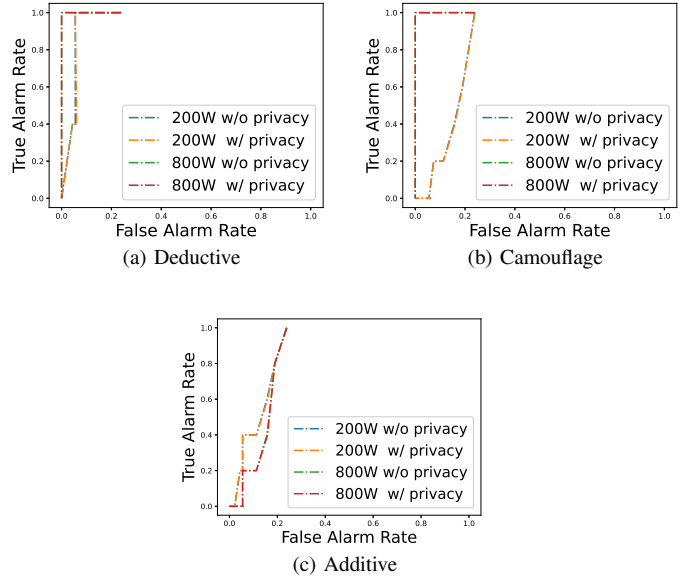 1.0
0.8
0.6
0.4
0.2
0.0
True Alarm Rate
200W w/o privacy
200W w/ privacy
800W w/o privacy
800W w/ privacy
0.0 0.2 0.4 0.6 0.8 1.0
False Alarm Rate
(a) Deductive
1.0
0.8
0.6
0.4
0.2
0.0
True Alarm Rate
200W w/o privacy
200W w/ privacy
800W w/o privacy
800W w/ privacy
0.0 0.2 0.4 0.6 0.8 1.0
False Alarm Rate
(b) Camouflage
1.0
0.8
0.6
0.4
0.2
0.0
True Alarm Rate
200W w/o privacy
200W w/ privacy
800W w/o privacy
800W w/ privacy
0.0 0.2 0.4 0.6 0.8 1.0
False Alarm Rate
(c) Additive